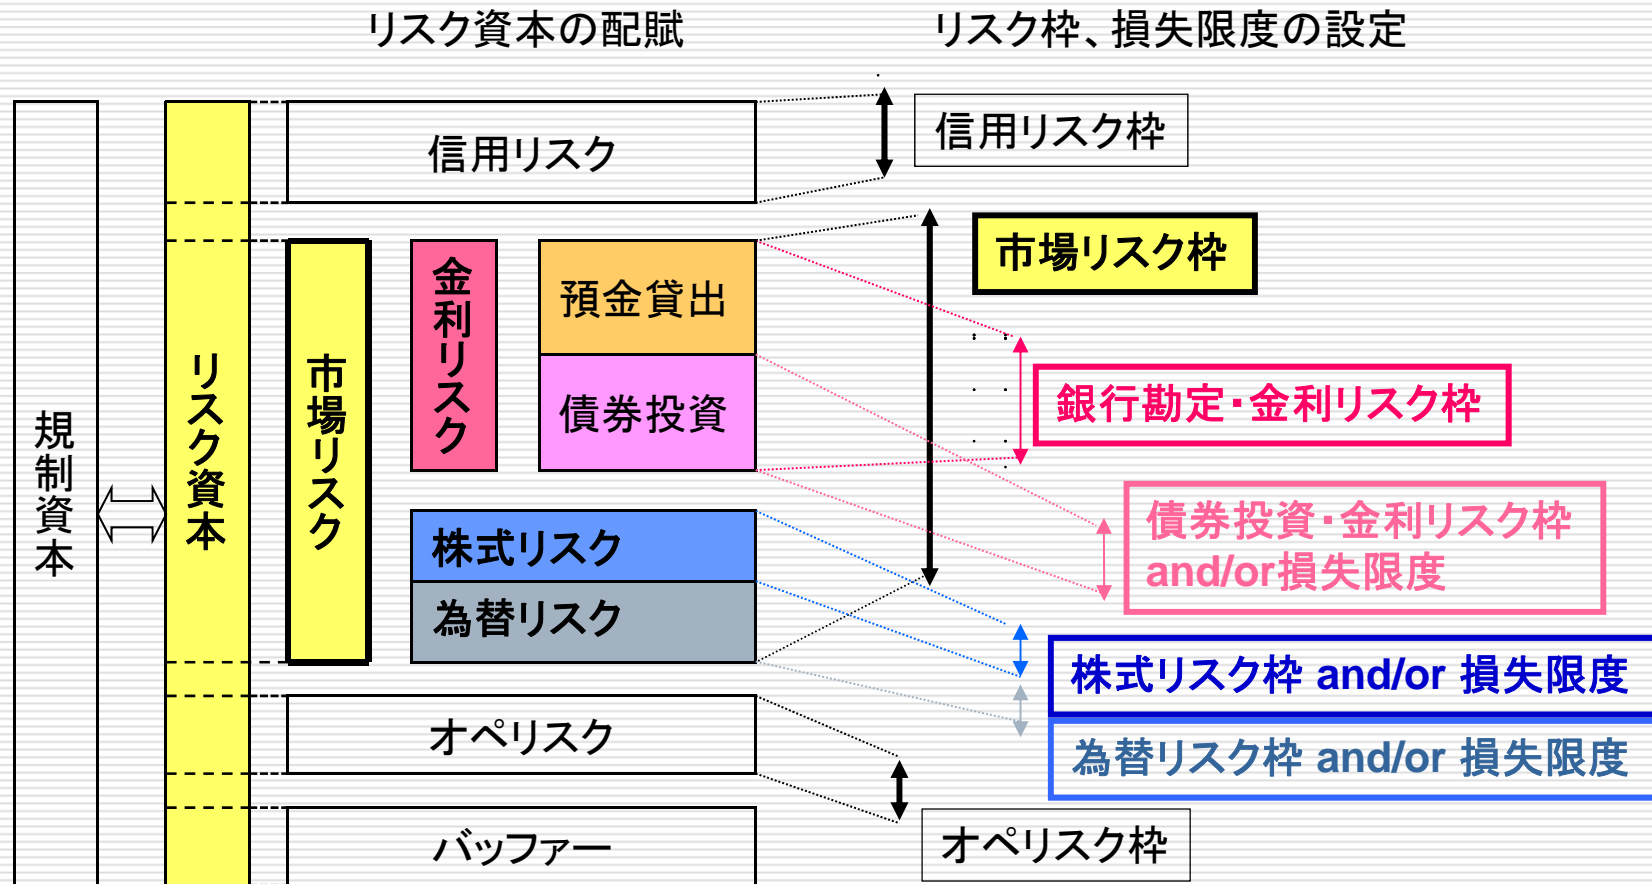 リスク資本の配賦
リスク枠、損失限度の設定
規制資本
リスク資本
信用リスク
信用リスク枠
市場リスク
金利リスク
預金貸出
債券投資
市場リスク枠
銀行勘定・金利リスク枠
債券投資・金利リスク枠
and/or損失限度
株式リスク
為替リスク
株式リスク枠 and/or 損失限度
為替リスク枠 and/or 損失限度
オペリスク
オペリスク枠
バッファー